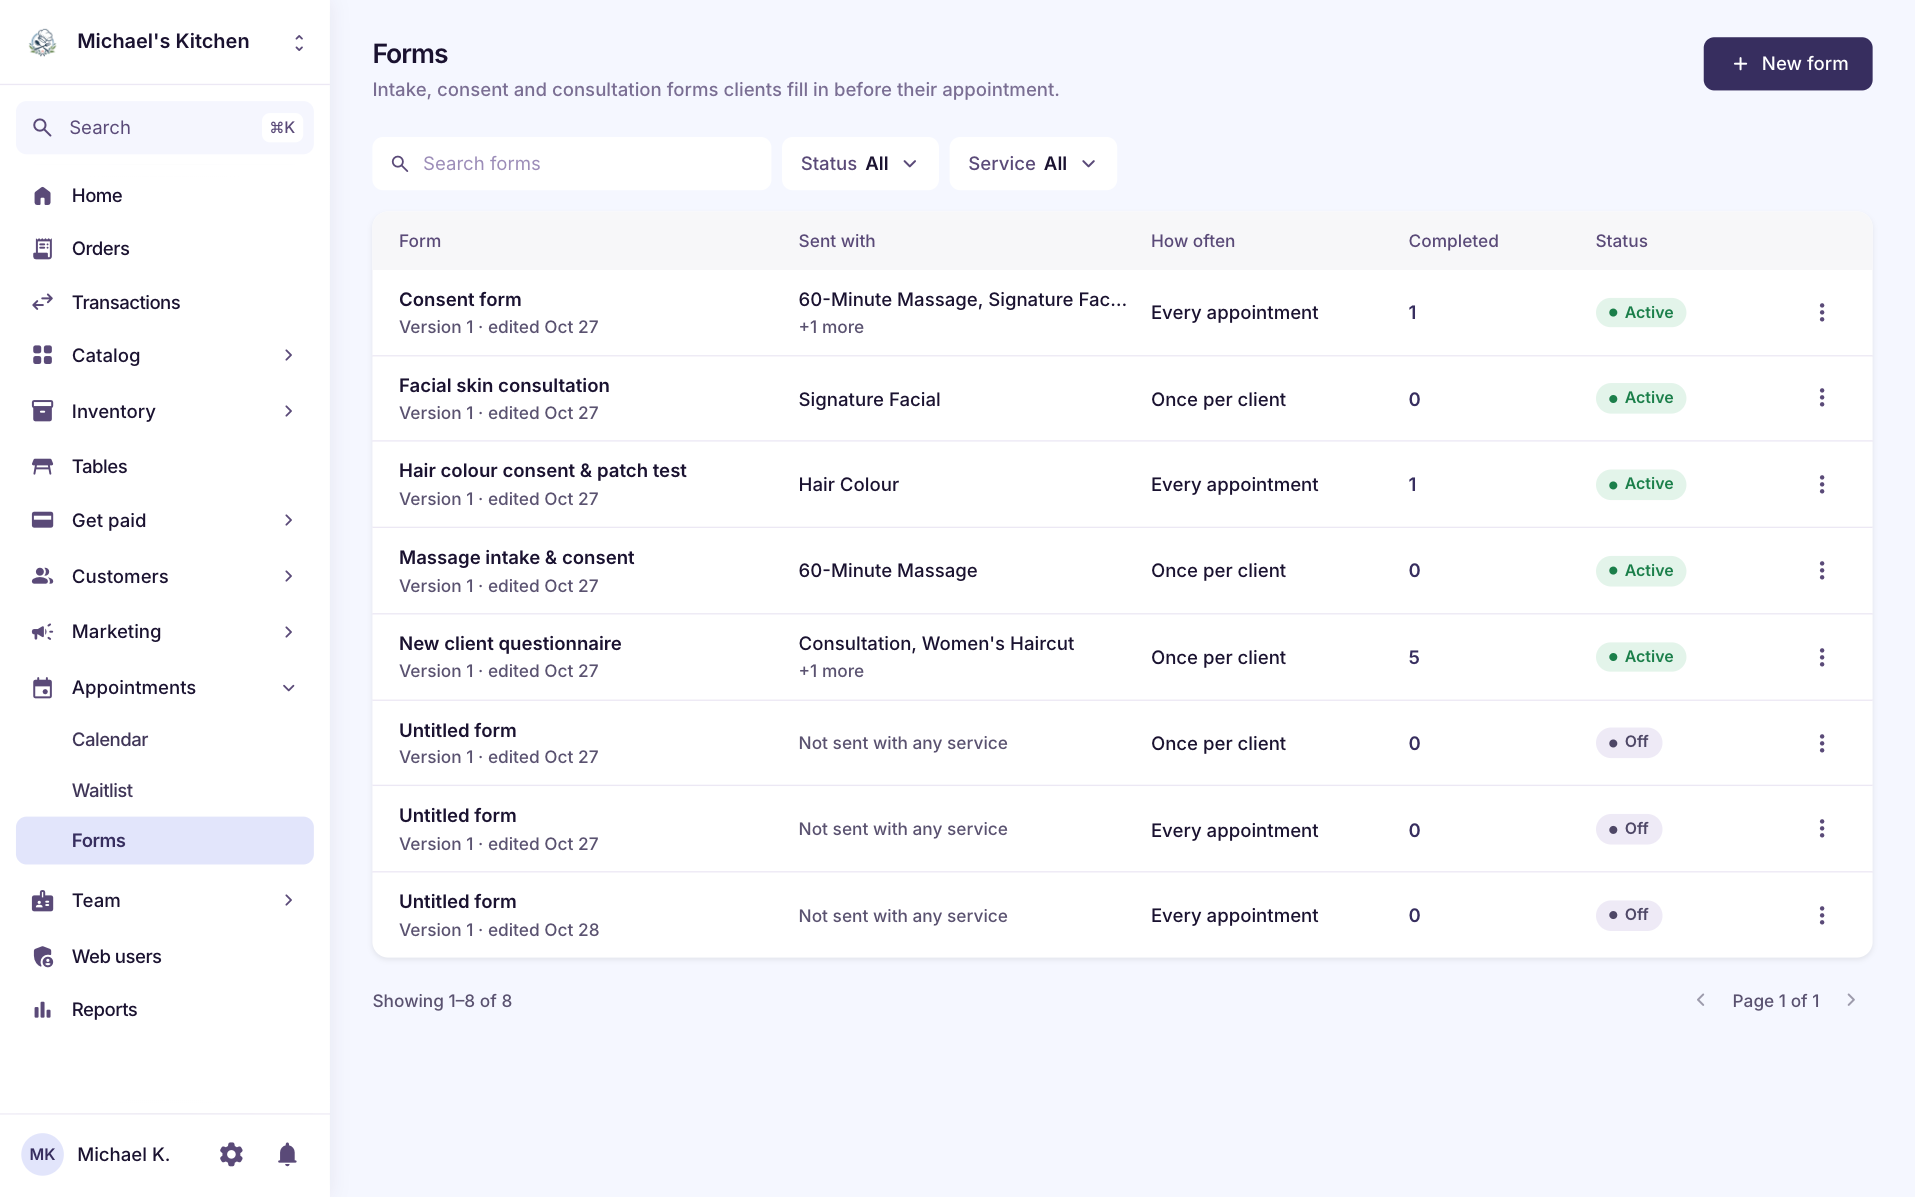 Michael's Kitchen
Search ⌘K
Home
Orders
Transactions
Catalog
Inventory
Tables
Get paid
Customers
Marketing
Appointments
Calendar
Waitlist
Forms
Team
Web users
Reports
MK Michael K.
Forms
Intake, consent and consultation forms clients fill in before their appointment.
+ New form
Search forms
Status All
Service All
Form Sent with How often Completed Status
Consent form
Version 1 · edited Oct 27
60-Minute Massage, Signature Fac...
+1 more
Every appointment
1
Active
Facial skin consultation
Version 1 · edited Oct 27
Signature Facial
Once per client
0
Active
Hair colour consent & patch test
Version 1 · edited Oct 27
Hair Colour
Every appointment
1
Active
Massage intake & consent
Version 1 · edited Oct 27
60-Minute Massage
Once per client
0
Active
New client questionnaire
Version 1 · edited Oct 27
Consultation, Women's Haircut
+1 more
Once per client
5
Active
Untitled form
Version 1 · edited Oct 27
Not sent with any service
Once per client
0
Off
Untitled form
Version 1 · edited Oct 27
Not sent with any service
Every appointment
0
Off
Untitled form
Version 1 · edited Oct 28
Not sent with any service
Every appointment
0
Off
Showing 1–8 of 8
Page 1 of 1